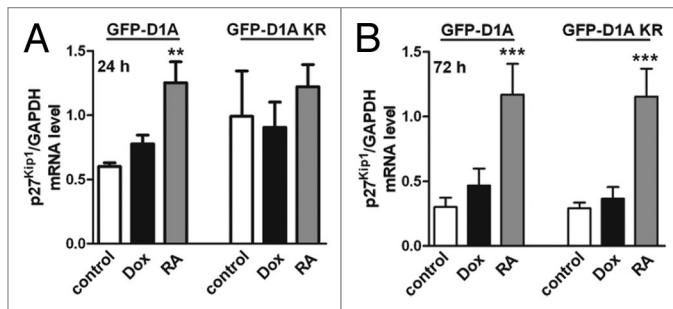 A
GFP-D1A GFP-D1A KR
24 h
**
p27Kip1/GAPDH
mRNA level
1.5
1.0
0.5
0.0
control Dox RA control Dox RA
B
GFP-D1A GFP-D1A KR
72 h
*** ***
p27Kip1/GAPDH
mRNA level
1.5
1.0
0.5
0.0
control Dox RA control Dox RA